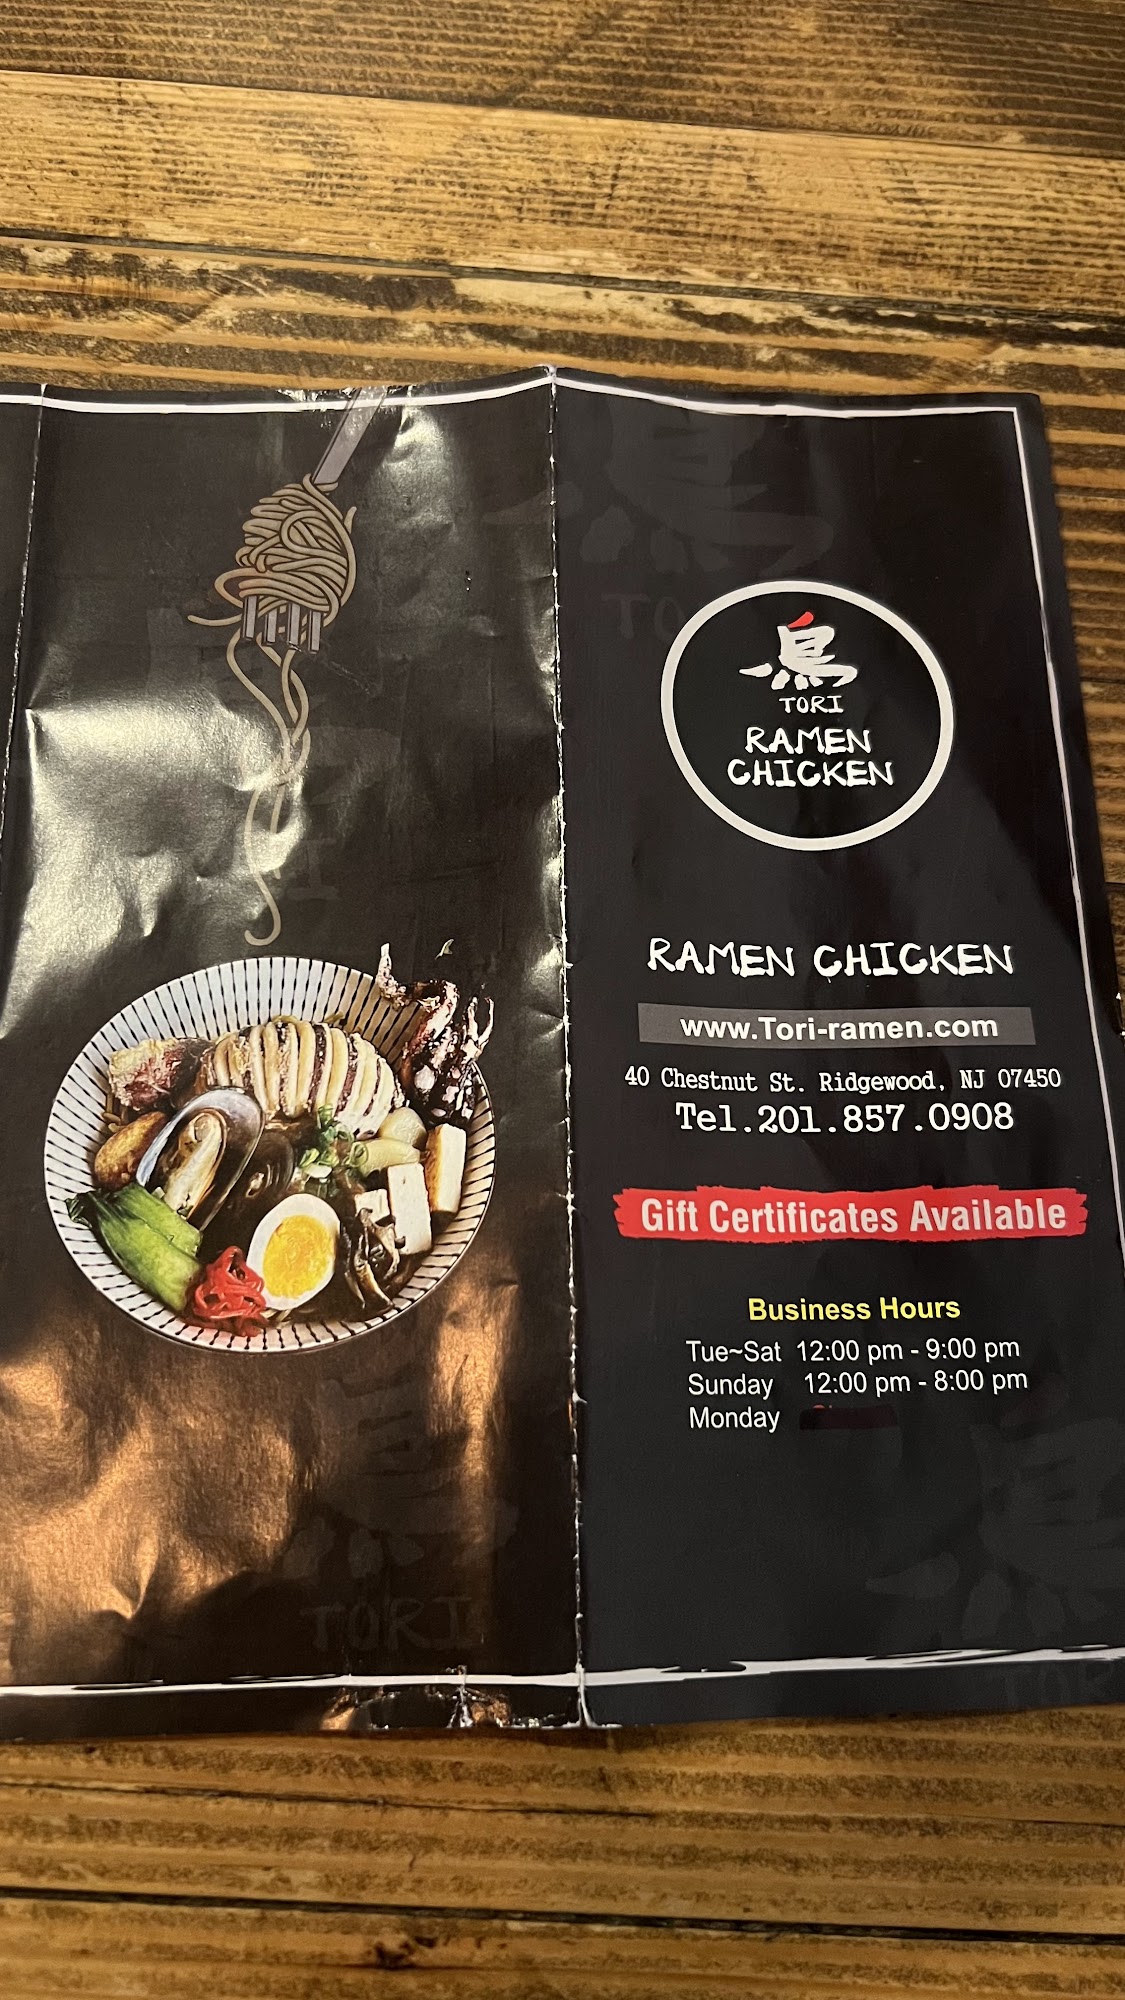 鳥
TORI
RAMEN
CHICKEN
RAMEN CHICKEN
www.Tori-ramen.com
40 Chestnut St. Ridgewood, NJ 07450
Tel.201.857.0908
Gift Certificates Available
Business Hours
Tue~Sat 12:00 pm - 9:00 pm
Sunday 12:00 pm - 8:00 pm
Monday
TORI